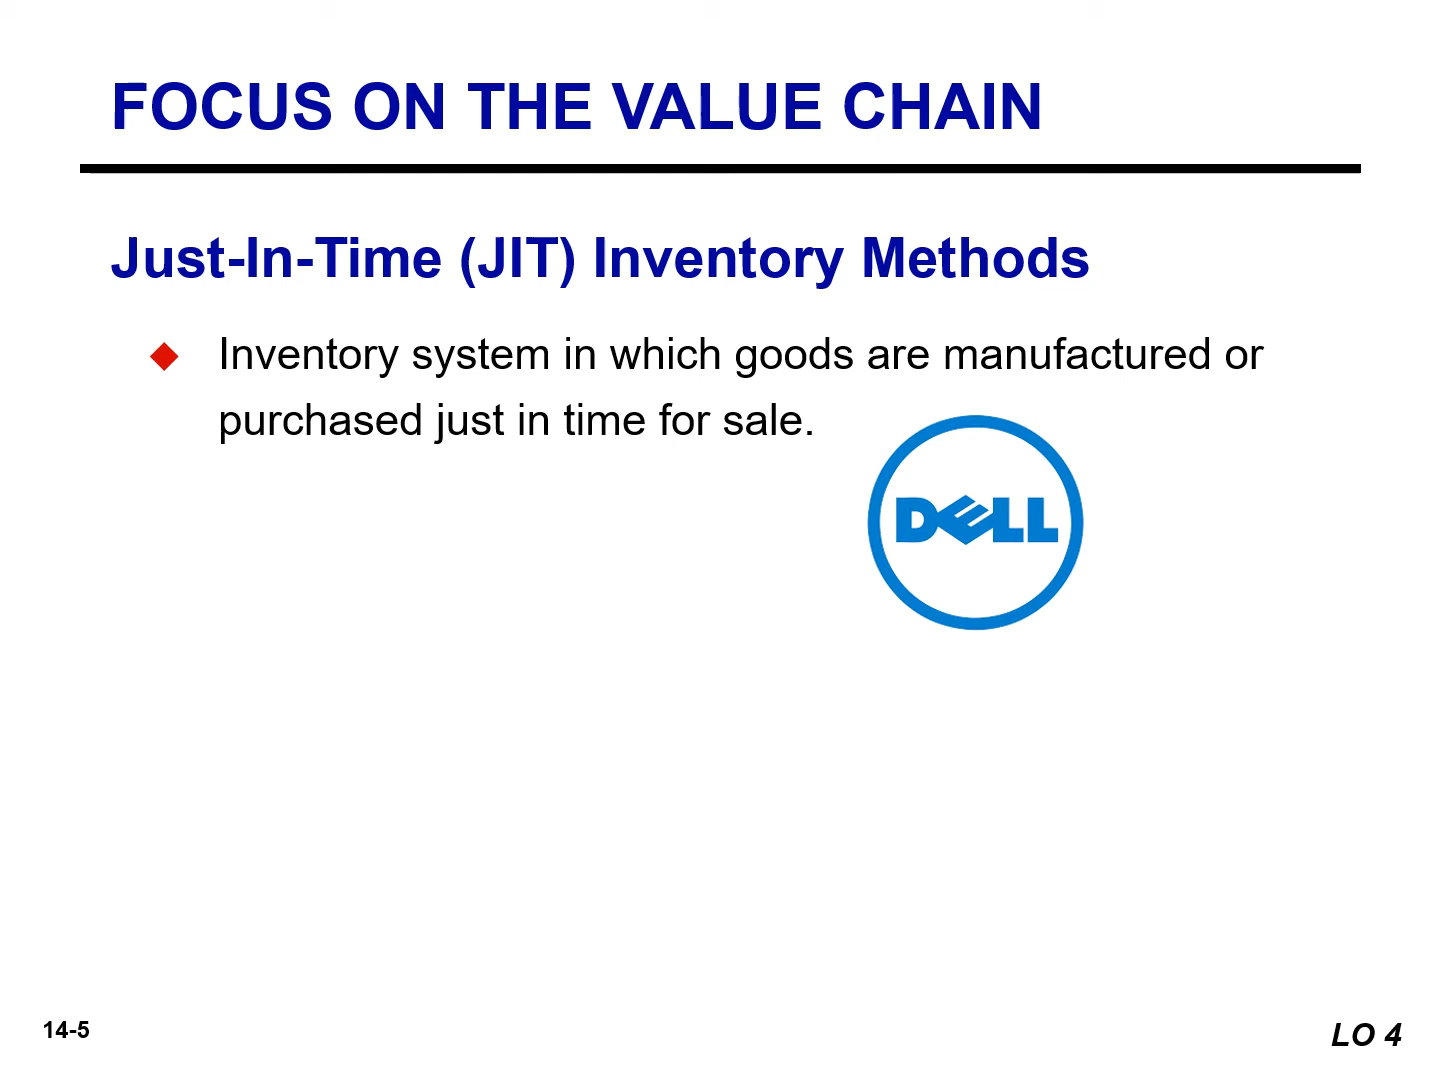 FOCUS ON THE VALUE CHAIN
Just-In-Time (JIT) Inventory Methods
Inventory system in which goods are manufactured or
purchased just in time for sale.
DELL
14-5
LO 4